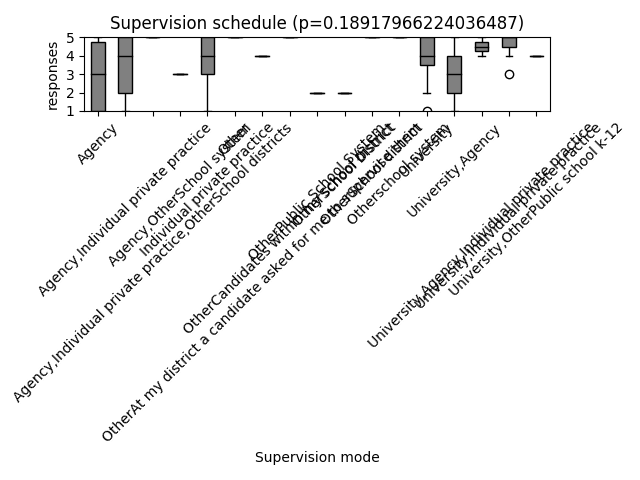 Supervision schedule (p=0.18917966224036487)
responses
5
4
3
2
1
Agency
Agency,Individual private practice
Agency,Individual private practice,OtherSchool districts
Agency,OtherSchool system
Individual private practice
Other
OtherAt my district a candidate asked for me to supervise them
OtherCandidates within my school district
OtherPublic School System
OtherSchool District
OtherSchool district
Otherschool system
University
University,Agency
University,Agency,Individual private practice
University,Individual private practice
University,OtherPublic school k-12
Supervision mode